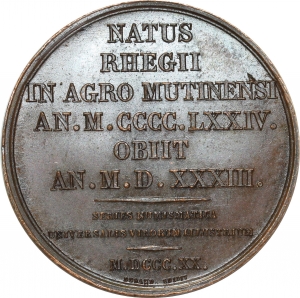 NATUS
RHEGII
IN AGRO MUTINENSI
AN. M. CCCC. LXXIV.
OBIIT
AN. M. D. XXXIII.
SERIES NUMISMATICA
UNIVERSALIS VIRORUM ILLUSTRIUM
M.DCCC.XX.